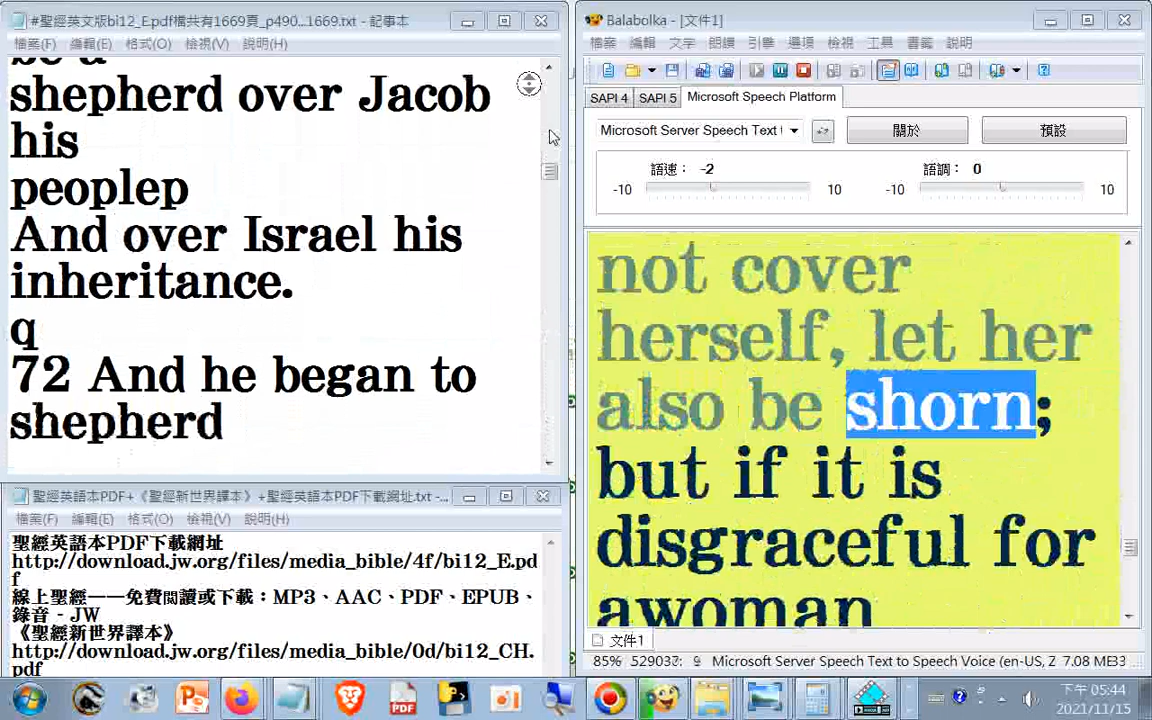 #聖經英文版bi12_E.pdf檔共有1669頁_p490...1669.txt - 記事本
檔案(F) 編輯(E) 格式(O) 檢視(V) 說明(H)
be a
shepherd over Jacob
his
peoplep
And over Israel his
inheritance.
q
72 And he began to
shepherd
聖經英語本PDF+《聖經新世界譯本》+聖經英語本PDF下載網址.txt - ...
檔案(F) 編輯(E) 格式(O) 檢視(V) 說明(H)
聖經英語本PDF下載網址
http://download.jw.org/files/media_bible/4f/bi12_E.pd
f
線上聖經——免費閱讀或下載：MP3、AAC、PDF、EPUB、
錄音 - JW
《聖經新世界譯本》
http://download.jw.org/files/media_bible/0d/bi12_CH.
pdf
Balabolka - [文件1]
檔案 編輯 文字 朗讀 引擎 選項 檢視 工具 書籤 說明
SAPI 4 SAPI 5 Microsoft Speech Platform
Microsoft Server Speech Text 關於 預設
語速： -2 語調： 0
-10 10 -10 10
not cover
herself, let her
also be shorn;
but if it is
disgraceful for
awoman
文件1
85% 529037: 9 Microsoft Server Speech Text to Speech Voice (en-US, Z 7.08 MB
PDF
下午 05:44
2021/11/15